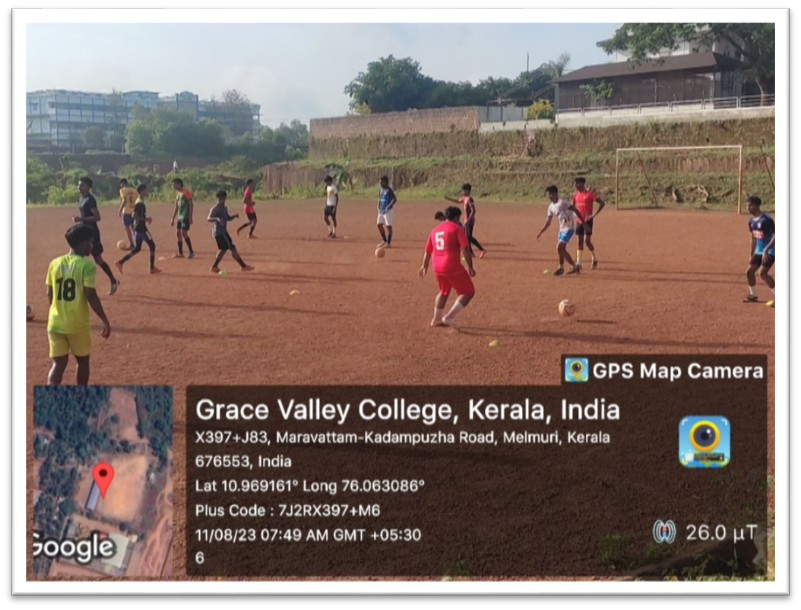 5
18
GPS Map Camera
Grace Valley College, Kerala, India
X397+J83, Maravattam-Kadampuzha Road, Melmuri, Kerala
676553, India
Lat 10.969161° Long 76.063086°
Plus Code : 7J2RX397+M6
11/08/23 07:49 AM GMT +05:30
6
Google
26.0 µT